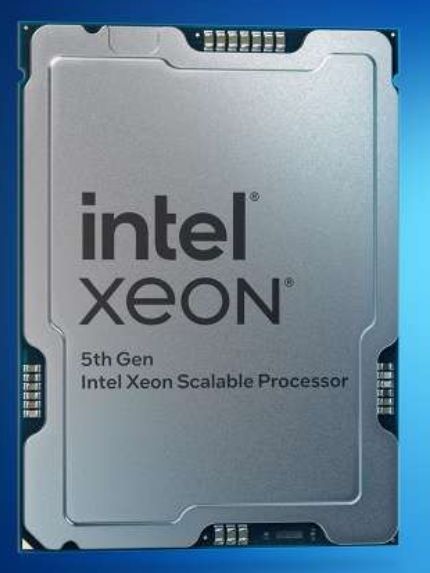 intel®
xeon®
5th Gen
Intel Xeon Scalable Processor